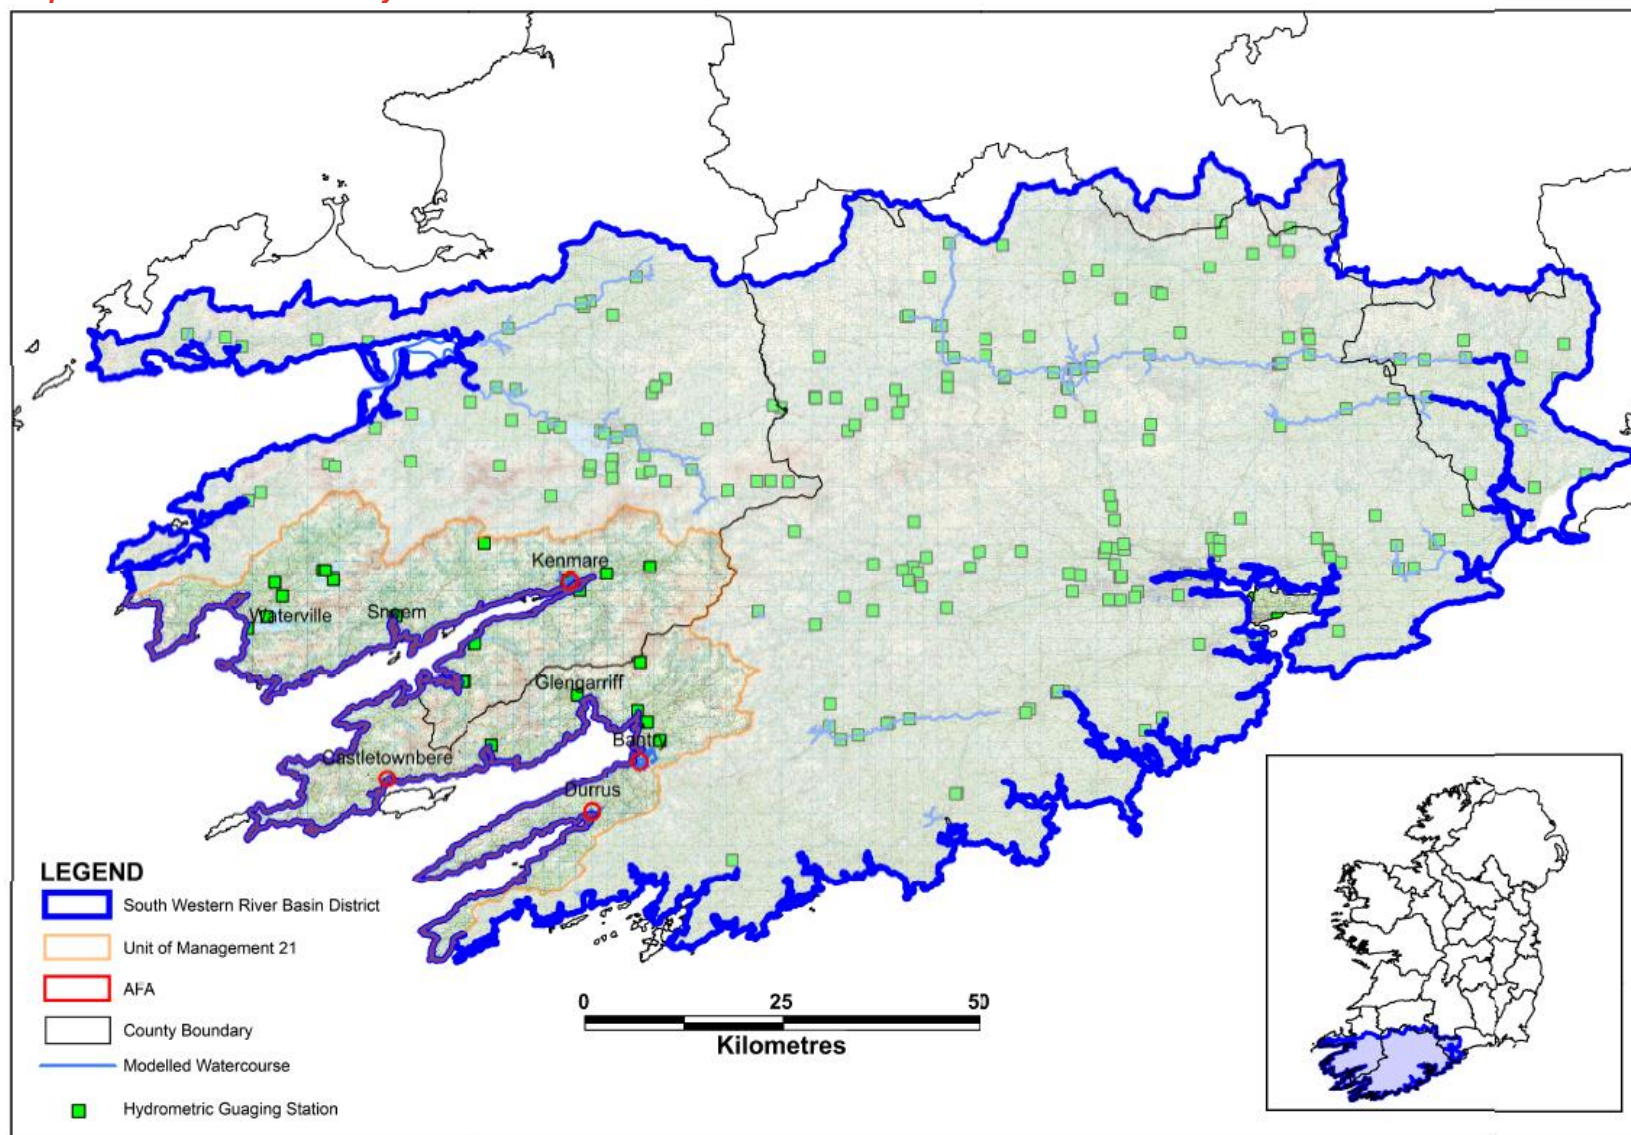 Kenmare
Waterville
Sneem
Glengarriff
Bantry
Castletownbere
Durrus
LEGEND
South Western River Basin District
Unit of Management 21
AFA
County Boundary
Modelled Watercourse
Hydrometric Guaging Station
0 25 50
Kilometres